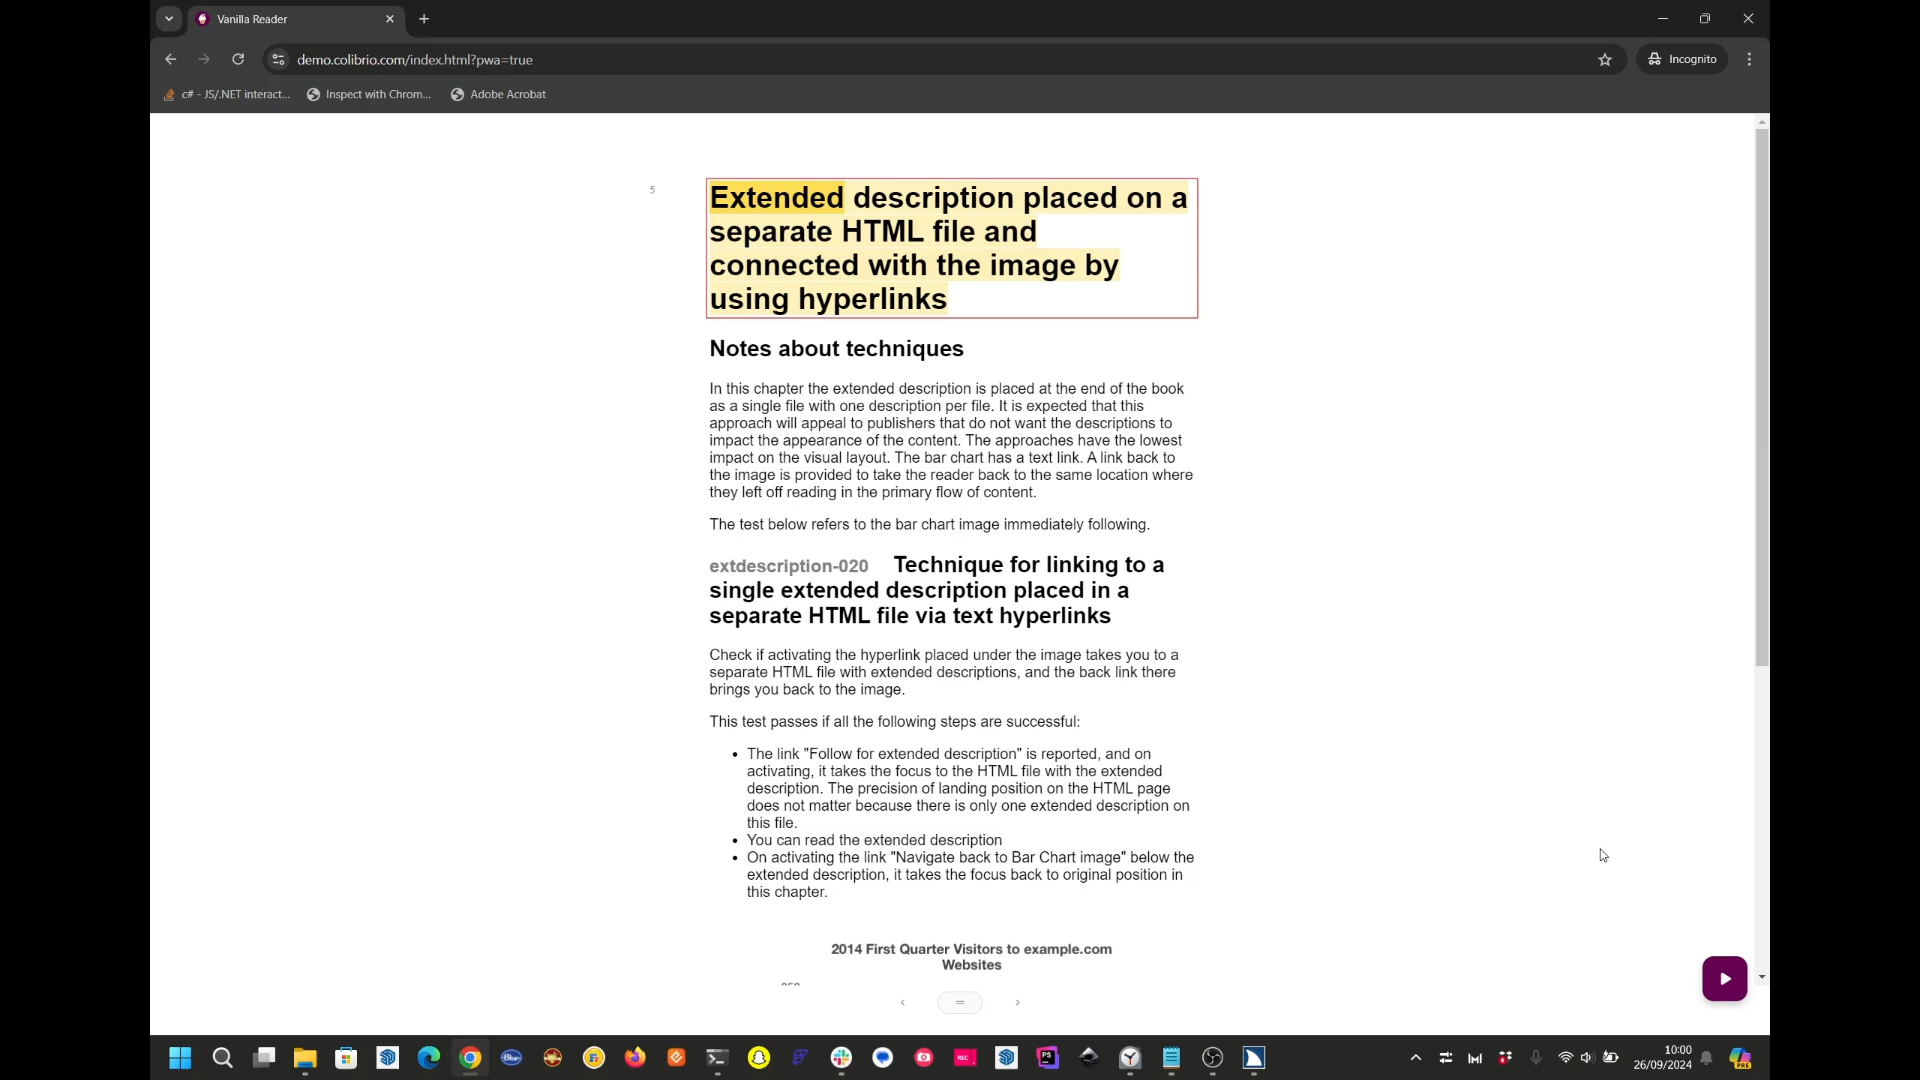 Vanilla Reader
demo.colibrio.com/index.html?pwa=true
Incognito
c# - JS/.NET interact...
Inspect with Chrom...
Adobe Acrobat
5
Extended description placed on a
separate HTML file and
connected with the image by
using hyperlinks
Notes about techniques
In this chapter the extended description is placed at the end of the book
as a single file with one description per file. It is expected that this
approach will appeal to publishers that do not want the descriptions to
impact the appearance of the content. The approaches have the lowest
impact on the visual layout. The bar chart has a text link. A link back to
the image is provided to take the reader back to the same location where
they left off reading in the primary flow of content.
The test below refers to the bar chart image immediately following.
extdescription-020 Technique for linking to a
single extended description placed in a
separate HTML file via text hyperlinks
Check if activating the hyperlink placed under the image takes you to a
separate HTML file with extended descriptions, and the back link there
brings you back to the image.
This test passes if all the following steps are successful:
• The link "Follow for extended description" is reported, and on
activating, it takes the focus to the HTML file with the extended
description. The precision of landing position on the HTML page
does not matter because there is only one extended description on
this file.
• You can read the extended description
• On activating the link "Navigate back to Bar Chart image" below the
extended description, it takes the focus back to original position in
this chapter.
2014 First Quarter Visitors to example.com
Websites
REC
PS
PRE
10:00
26/09/2024